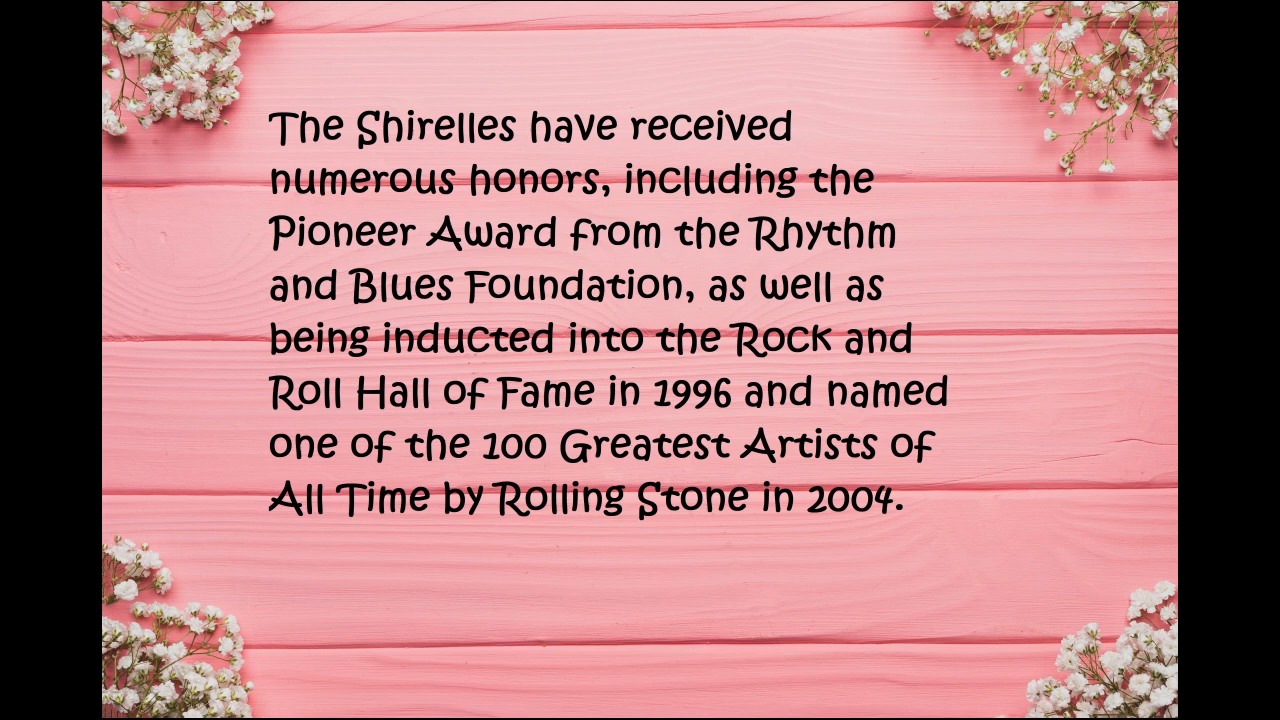 The Shirelles have received
numerous honors, including the
Pioneer Award from the Rhythm
and Blues Foundation, as well as
being inducted into the Rock and
Roll Hall of Fame in 1996 and named
one of the 100 Greatest Artists of
All Time by Rolling Stone in 2004.